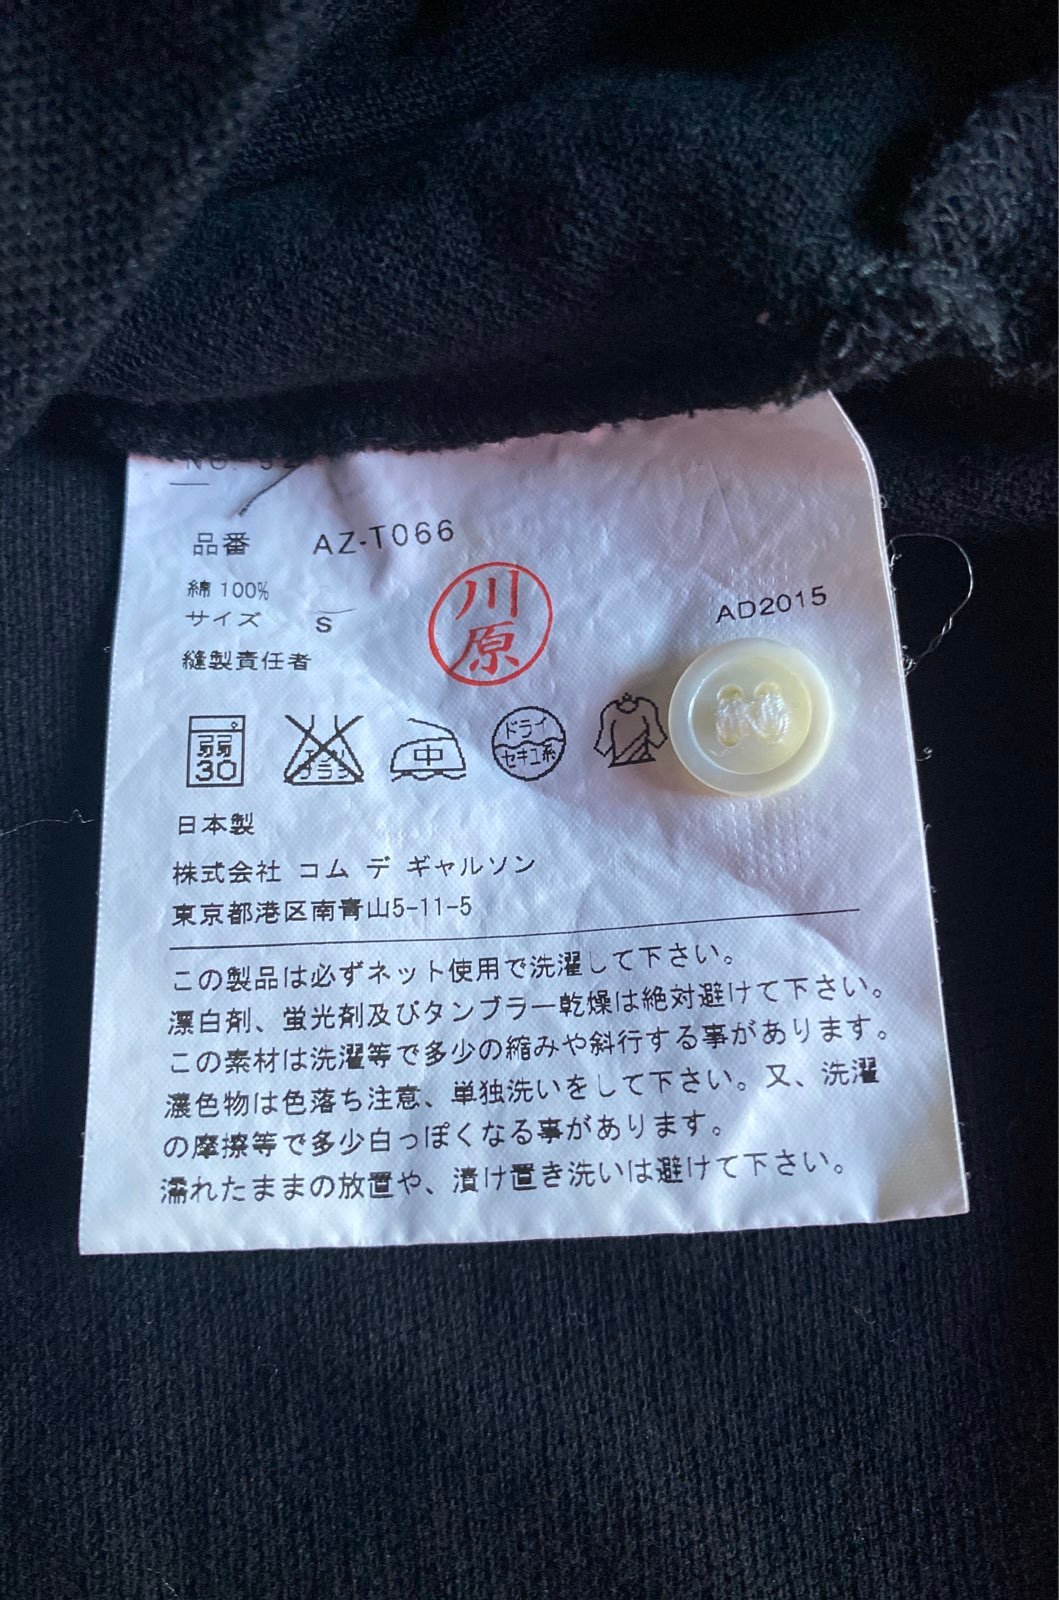 品番 AZ-T066
綿 100%
サイズ S
縫製責任者
川原
AD2015
弱
30
エンソ
サラシ
中
ドライ
セキユ系
日本製
株式会社 コム デ ギャルソン
東京都港区南青山5-11-5
この製品は必ずネット使用で洗濯して下さい。
漂白剤、蛍光剤及びタンブラー乾燥は絶対避けて下さい。
この素材は洗濯等で多少の縮みや斜行する事があります。
濃色物は色落ち注意、単独洗いをして下さい。又、洗濯
の摩擦等で多少白っぽくなる事があります。
濡れたままの放置や、漬け置き洗いは避けて下さい。